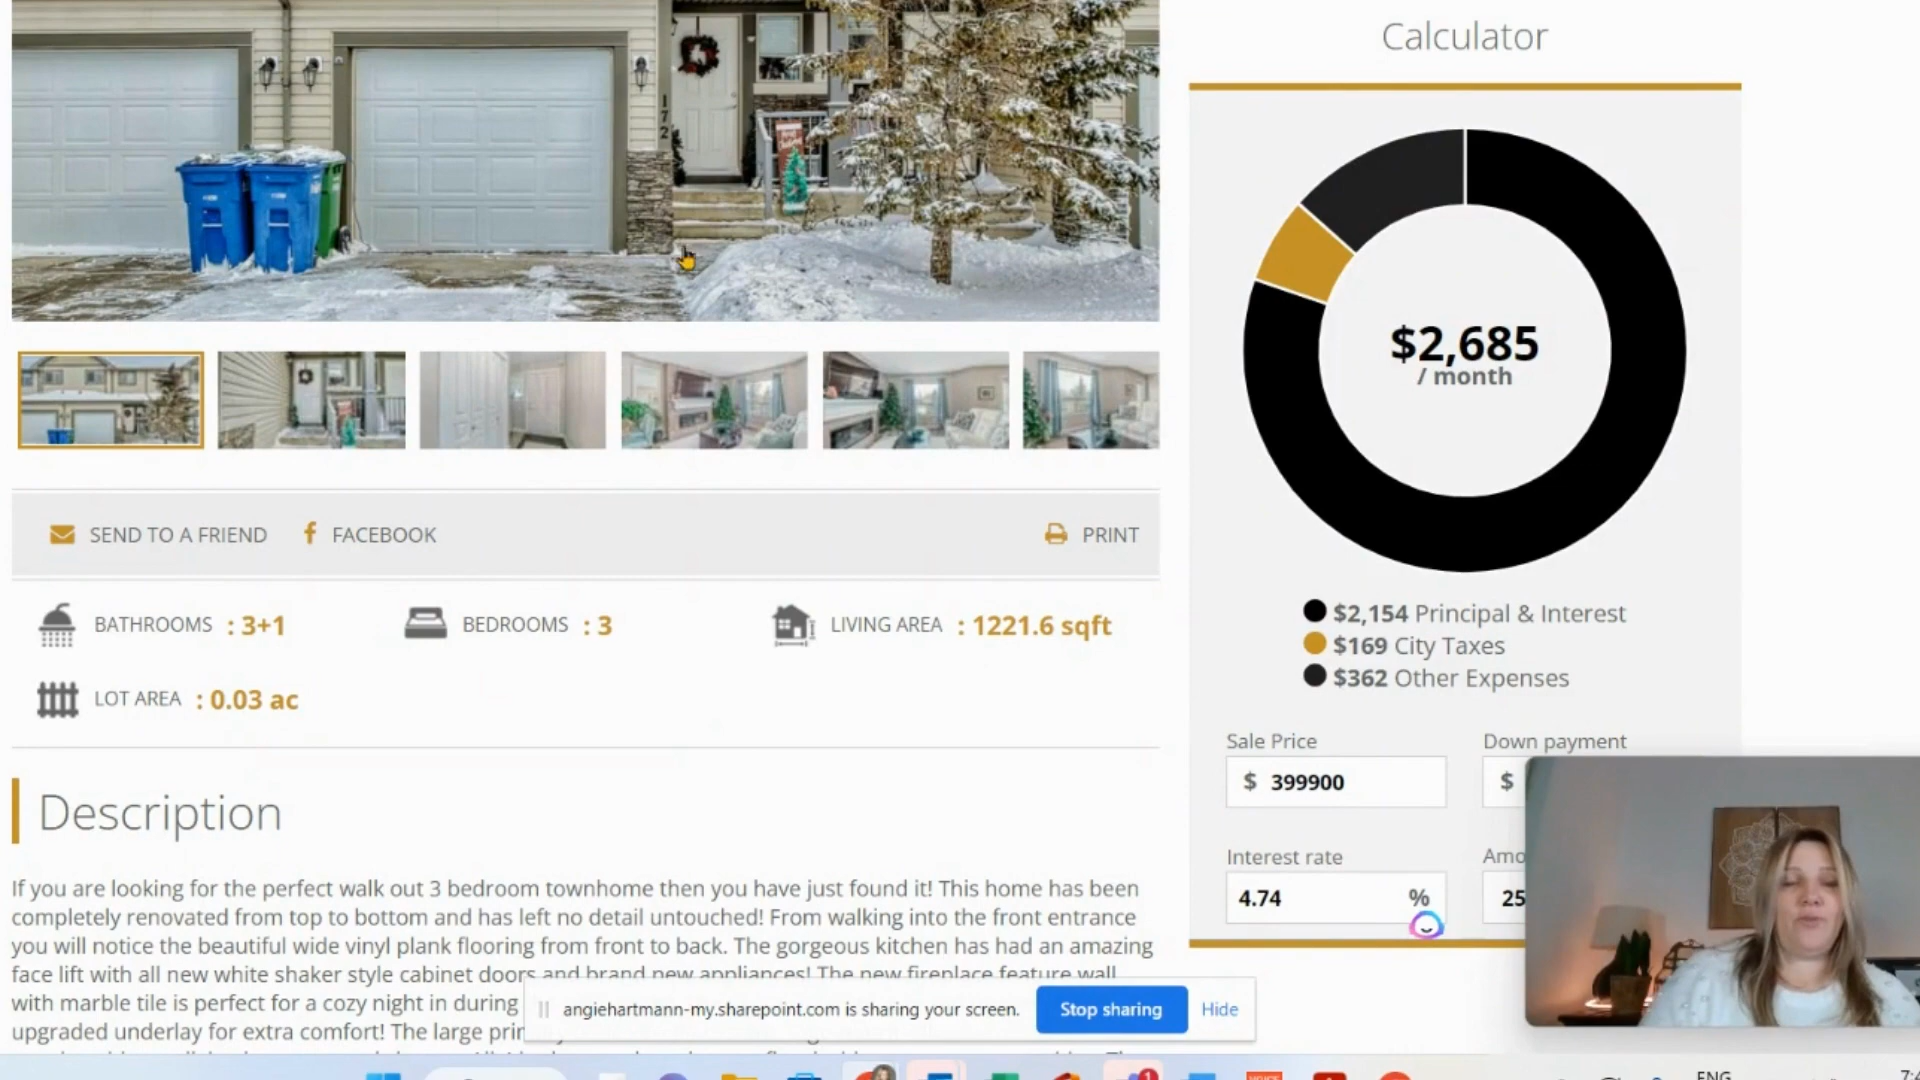 Calculator
172
$2,685
/ month
SEND TO A FRIEND
FACEBOOK
PRINT
$2,154 Principal & Interest
$169 City Taxes
$362 Other Expenses
BATHROOMS : 3+1
BEDROOMS : 3
LIVING AREA : 1221.6 sqft
LOT AREA : 0.03 ac
Sale Price
Down payment
$ 399900
$
Interest rate
Amo
4.74 %
25
Description
If you are looking for the perfect walk out 3 bedroom townhome then you have just found it! This home has been
completely renovated from top to bottom and has left no detail untouched! From walking into the front entrance
you will notice the beautiful wide vinyl plank flooring from front to back. The gorgeous kitchen has had an amazing
face lift with all new white shaker style cabinet doors and brand new appliances! The new fireplace feature wall
with marble tile is perfect for a cozy night in during
upgraded underlay for extra comfort! The large prin
angiehartmann-my.sharepoint.com is sharing your screen.
Stop sharing
Hide
1
ENG